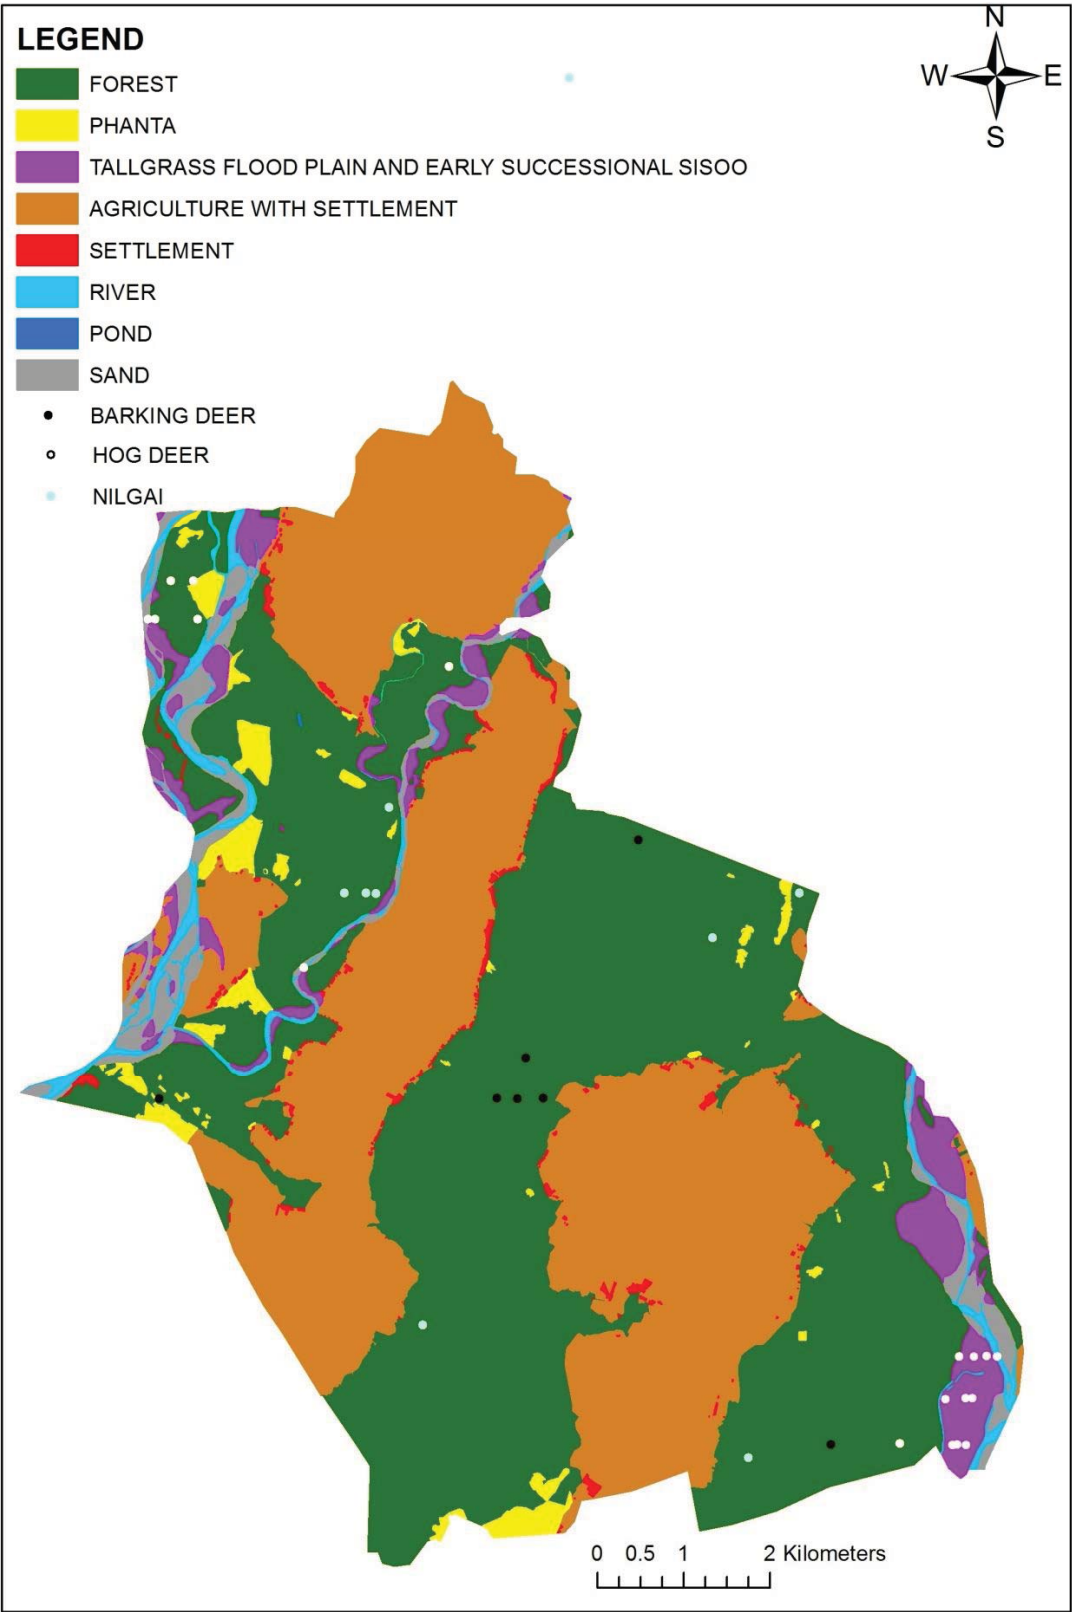 LEGEND
FOREST
PHANTA
TALLGRASS FLOOD PLAIN AND EARLY SUCCESSIONAL SISOO
AGRICULTURE WITH SETTLEMENT
SETTLEMENT
RIVER
POND
SAND
BARKING DEER
HOG DEER
NILGAI
N
W E
S
0 0.5 1 2 Kilometers